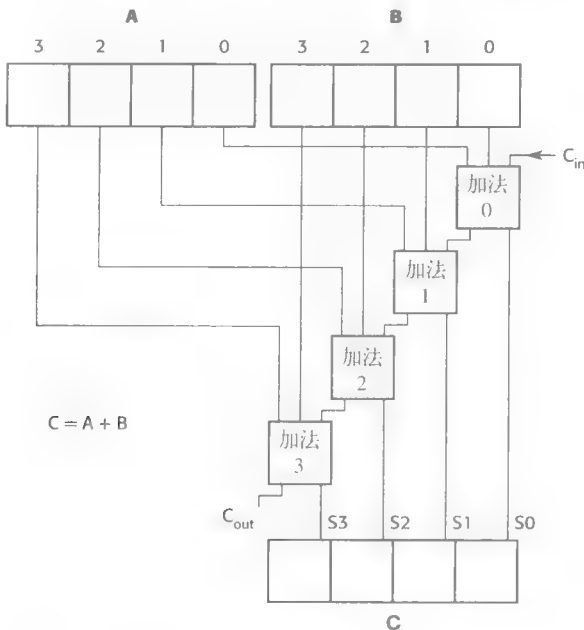 A B
3 2 1 0 3 2 1 0
C_in
加法
0
加法
1
加法
2
C = A + B
加法
3
C_out S3 S2 S1 S0
C